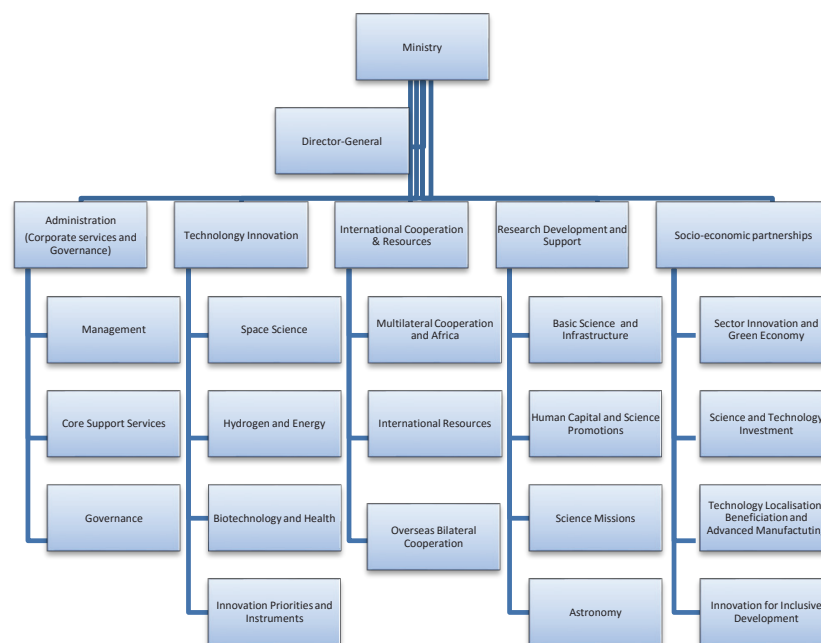 Ministry
Director-General
Administration
(Corporate services and
Governance)
Technolongy Innovation
International Cooperation
& Resources
Research Development and
Support
Socio-economic partnerships
Management
Space Science
Multilateral Cooperation
and Africa
Basic Science and
Infrastructure
Sector Innovation and
Green Economy
Core Support Services
Hydrogen and Energy
International Resources
Human Capital and Science
Promotions
Science and Technology
Investment
Governance
Biotechnology and Health
Overseas Bilateral
Cooperation
Science Missions
Technology Localisation
Beneficiation and
Advanced Manufactutin
Innovation Priorities and
Instruments
Astronomy
Innovation for Inclusive
Development